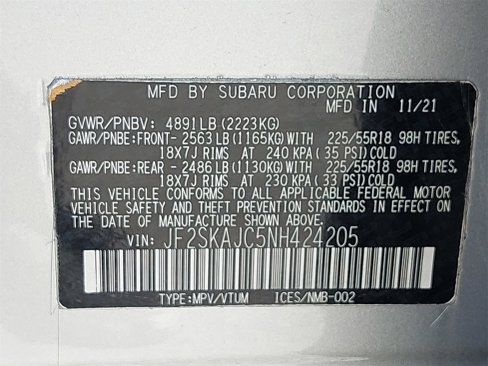 MFD BY SUBARU CORPORATION
MFD IN 11/21
GVWR/PNBV: 4891LB (2223KG)
GAWR/PNBE:FRONT- 2563LB(1165KG)WITH 225/55R18 98H TIRES,
18X7J RIMS AT 240 KPA( 35 PSI)COLD
GAWR/PNBE:REAR - 2486LB(1130KG)WITH 225/55R18 98H TIRES,
18X7J RIMS AT 230 KPA( 33 PSI)COLD
THIS VEHICLE CONFORMS TO ALL APPLICABLE FEDERAL MOTOR
VEHICLE SAFETY AND THEFT PREVENTION STANDARDS IN EFFECT
ON THE DATE OF MANUFACTURE SHOWN ABOVE.
VIN: JF2SKAJC5NH424205
TYPE:MPV/VTUM ICES/NMB-002